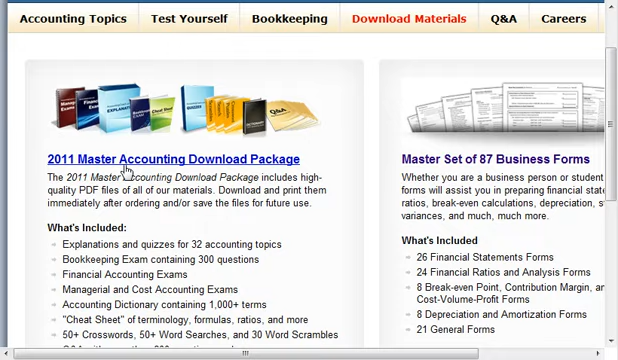 Accounting Topics
Test Yourself
Bookkeeping
Download Materials
Q&A
Careers
2011 Master Accounting Download Package
The 2011 Master Accounting Download Package includes high-
quality PDF files of all of our materials. Download and print them
immediately after ordering and/or save the files for future use.
What's Included:
Explanations and quizzes for 32 accounting topics
Bookkeeping Exam containing 300 questions
Financial Accounting Exams
Managerial and Cost Accounting Exams
Accounting Dictionary containing 1,000+ terms
"Cheat Sheet" of terminology, formulas, ratios, and more
50+ Crosswords, 50+ Word Searches, and 30 Word Scrambles
Master Set of 87 Business Forms
Whether you are a business person or student
forms will assist you in preparing financial state
ratios, break-even calculations, depreciation, s
variances, and much, much more.
What's Included
26 Financial Statements Forms
24 Financial Ratios and Analysis Forms
8 Break-even Point, Contribution Margin, an
Cost-Volume-Profit Forms
8 Depreciation and Amortization Forms
21 General Forms